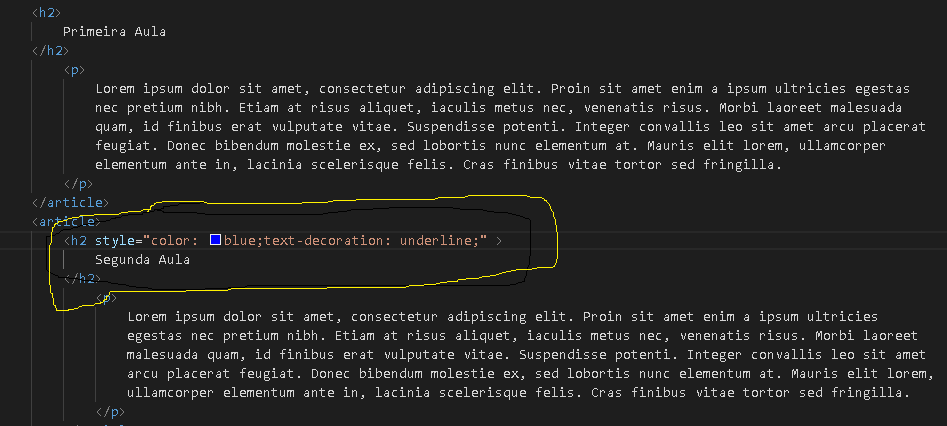 <h2>
Primeira Aula
</h2>
<p>
Lorem ipsum dolor sit amet, consectetur adipiscing elit. Proin sit amet enim a ipsum ultricies egestas
nec pretium nibh. Etiam at risus aliquet, iaculis metus nec, venenatis risus. Morbi laoreet malesuada
quam, id finibus erat vulputate vitae. Suspendisse potenti. Integer convallis leo sit amet arcu placerat
feugiat. Donec bibendum molestie ex, sed lobortis nunc elementum at. Mauris elit lorem, ullamcorper
elementum ante in, lacinia scelerisque felis. Cras finibus vitae tortor sed fringilla.
</p>
</article>
<article>
<h2 style="color: blue;text-decoration: underline;" >
Segunda Aula
</h2>
<p>
Lorem ipsum dolor sit amet, consectetur adipiscing elit. Proin sit amet enim a ipsum ultricies
egestas nec pretium nibh. Etiam at risus aliquet, iaculis metus nec, venenatis risus. Morbi laoreet
malesuada quam, id finibus erat vulputate vitae. Suspendisse potenti. Integer convallis leo sit amet
arcu placerat feugiat. Donec bibendum molestie ex, sed lobortis nunc elementum at. Mauris elit lorem,
ullamcorper elementum ante in, lacinia scelerisque felis. Cras finibus vitae tortor sed fringilla.
</p>